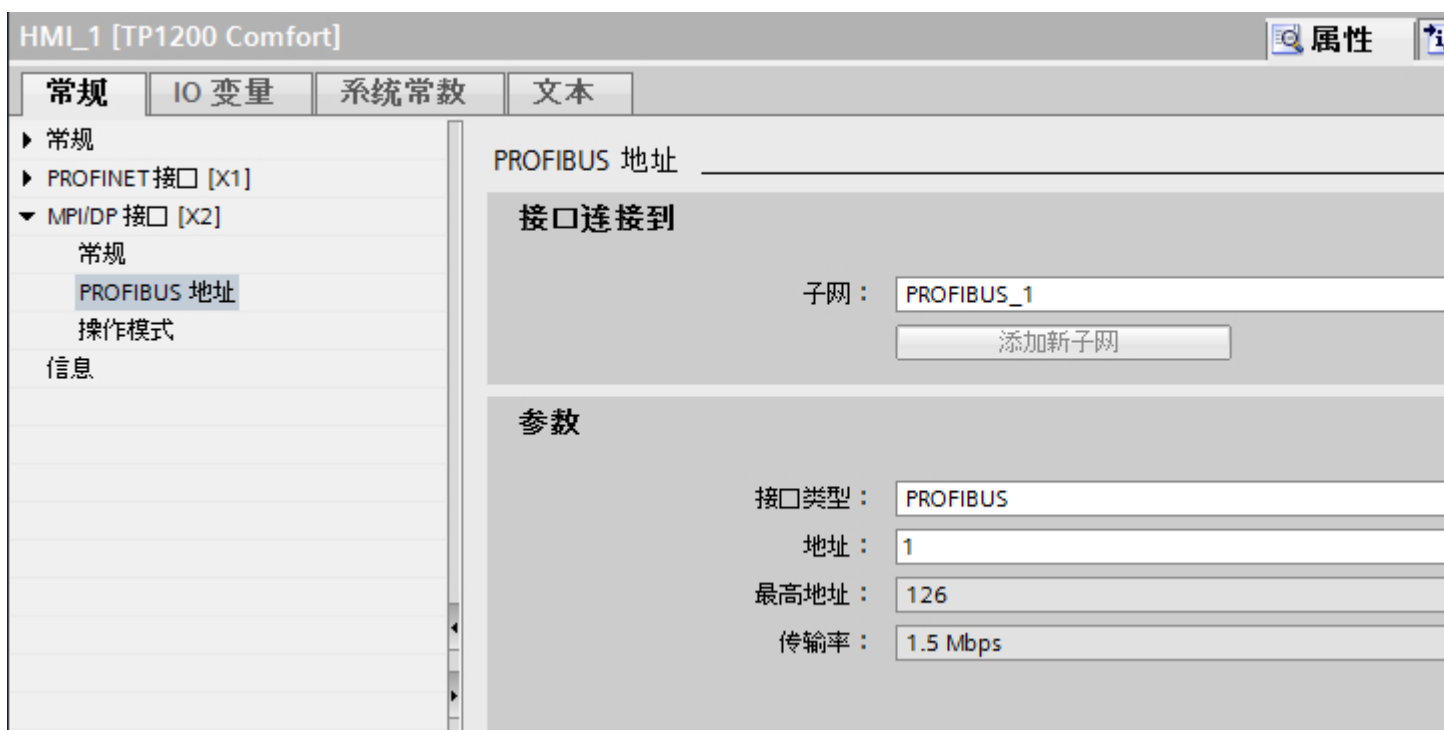 HMI_1 [TP1200 Comfort]
属性
常规
IO 变量
系统常数
文本
常规
PROFINET接口 [X1]
MPI/DP 接口 [X2]
常规
PROFIBUS 地址
操作模式
信息
PROFIBUS 地址
接口连接到
子网：
PROFIBUS_1
添加新子网
参数
接口类型：
PROFIBUS
地址：
1
最高地址：
126
传输率：
1.5 Mbps